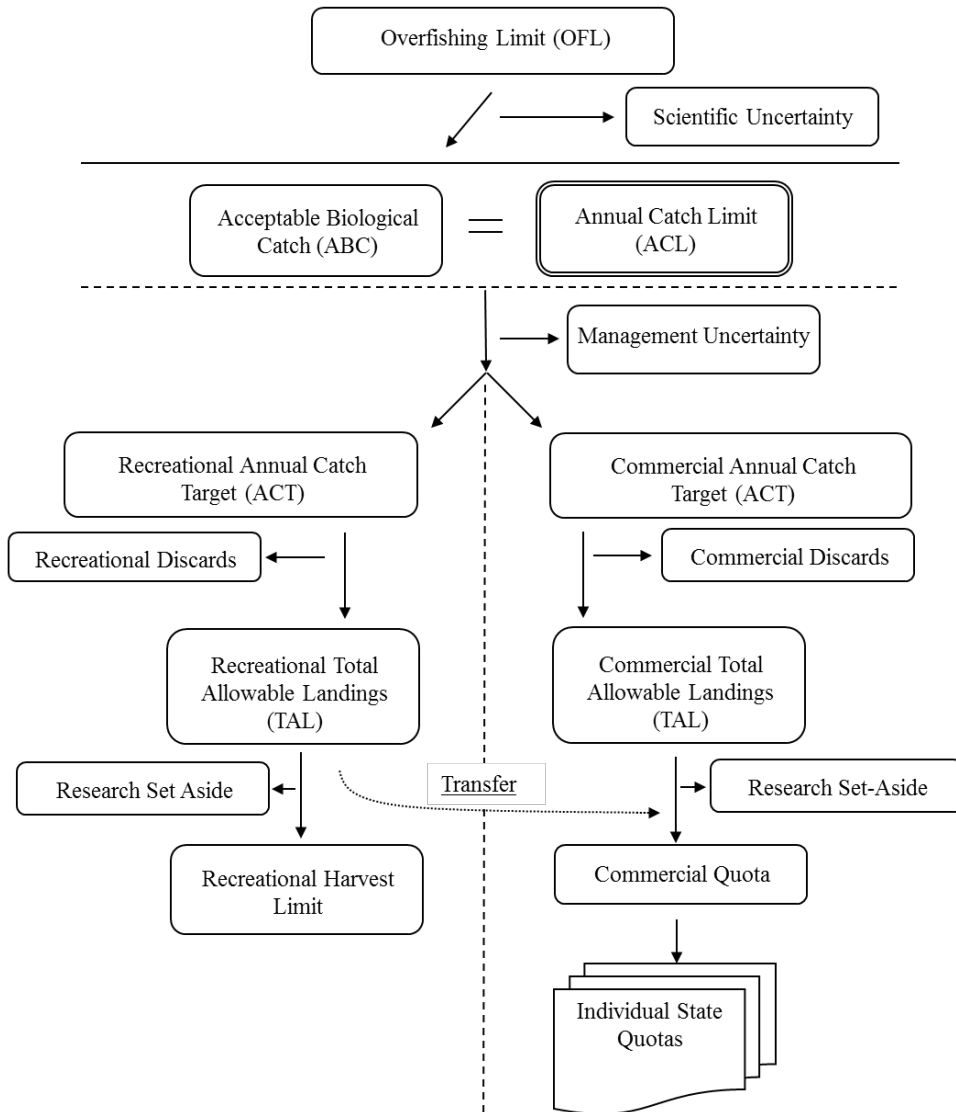 Overfishing Limit (OFL)
Scientific Uncertainty
Acceptable Biological
Catch (ABC)
=
Annual Catch Limit
(ACL)
Management Uncertainty
Recreational Annual Catch
Target (ACT)
Commercial Annual Catch
Target (ACT)
Recreational Discards
Commercial Discards
Recreational Total
Allowable Landings
(TAL)
Commercial Total
Allowable Landings
(TAL)
Research Set Aside
Transfer
Research Set-Aside
Recreational Harvest
Limit
Commercial Quota
Individual State
Quotas